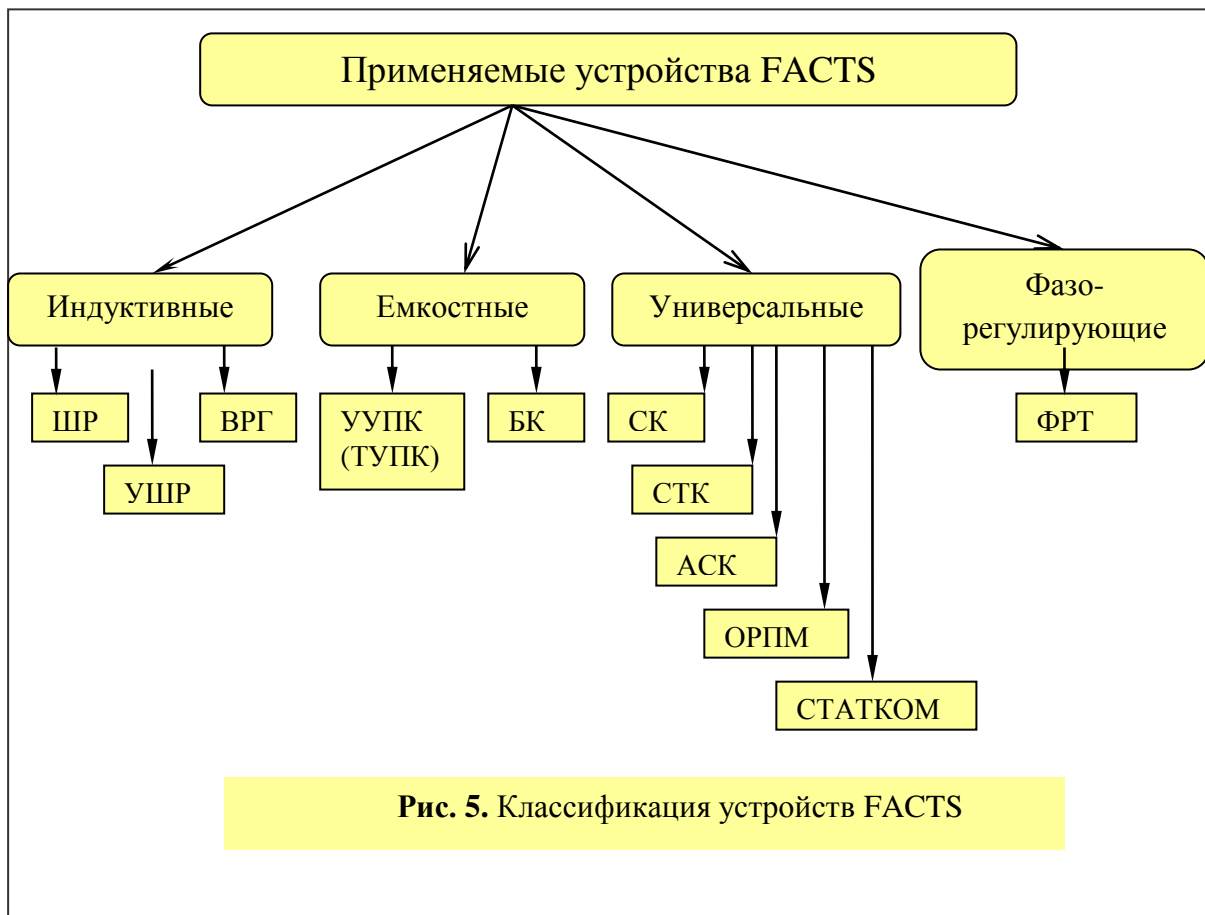 Применяемые устройства FACTS
Индуктивные
Емкостные
Универсальные
Фазо-
регулирующие
ШР
ВРГ
УУПК
(ТУПК)
БК
СК
ФРТ
УШР
СТК
АСК
ОРПМ
СТАТКОМ
Рис. 5. Классификация устройств FACTS